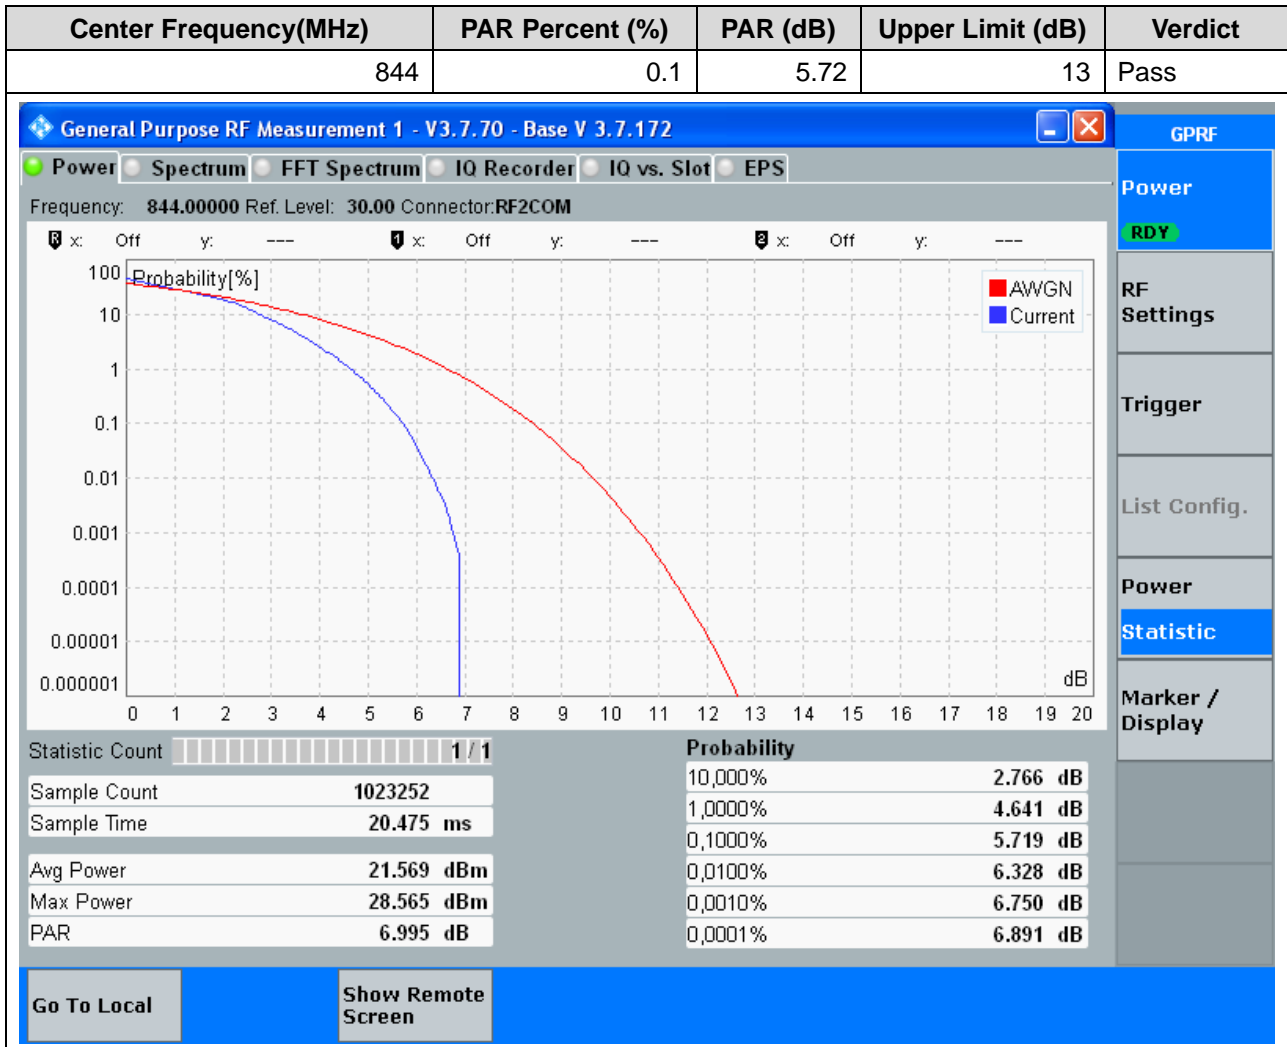 Center Frequency(MHz) PAR Percent (%) PAR (dB) Upper Limit (dB) Verdict
844 0.1 5.72 13 Pass
General Purpose RF Measurement 1 - V3.7.70 - Base V 3.7.172
GPRF
Power Spectrum FFT Spectrum IQ Recorder IQ vs. Slot EPS
Power
RDY
Frequency: 844.00000 Ref. Level: 30.00 Connector:RF2COM
R x: Off y: --- 1 x: Off y: --- 2 x: Off y: ---
Probability[%]
AWGN
Current
100
10
1
0.1
0.01
0.001
0.0001
0.00001
0.000001
dB
0 1 2 3 4 5 6 7 8 9 10 11 12 13 14 15 16 17 18 19 20
RF
Settings
Trigger
List Config.
Power
Statistic
Marker /
Display
Statistic Count 1 / 1
Sample Count 1023252
Sample Time 20.475 ms
Avg Power 21.569 dBm
Max Power 28.565 dBm
PAR 6.995 dB
Probability
10,000% 2.766 dB
1,0000% 4.641 dB
0,1000% 5.719 dB
0,0100% 6.328 dB
0,0010% 6.750 dB
0,0001% 6.891 dB
Go To Local
Show Remote
Screen